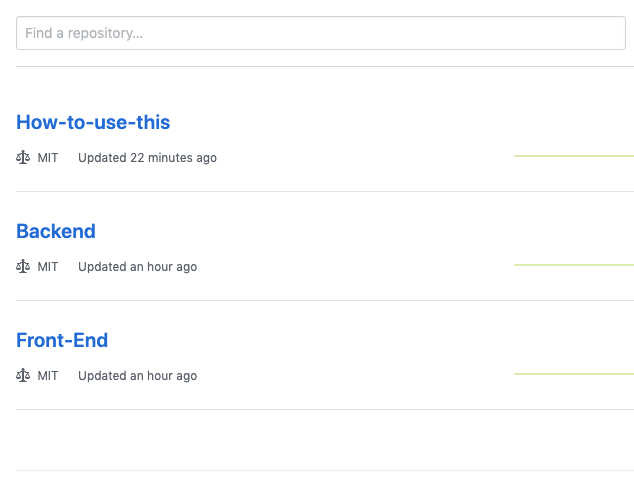 Find a repository...
How-to-use-this
MIT Updated 22 minutes ago
Backend
MIT Updated an hour ago
Front-End
MIT Updated an hour ago